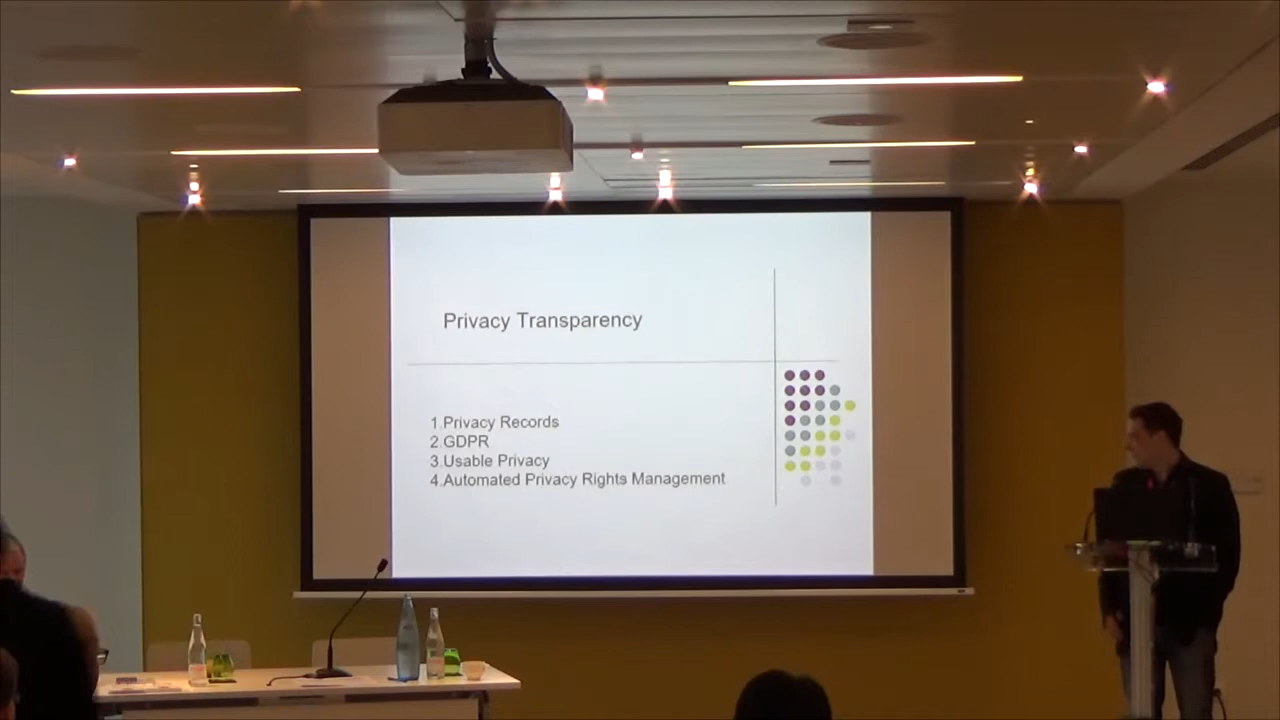 Privacy Transparency
1.Privacy Records
2.GDPR
3.Usable Privacy
4.Automated Privacy Rights Management